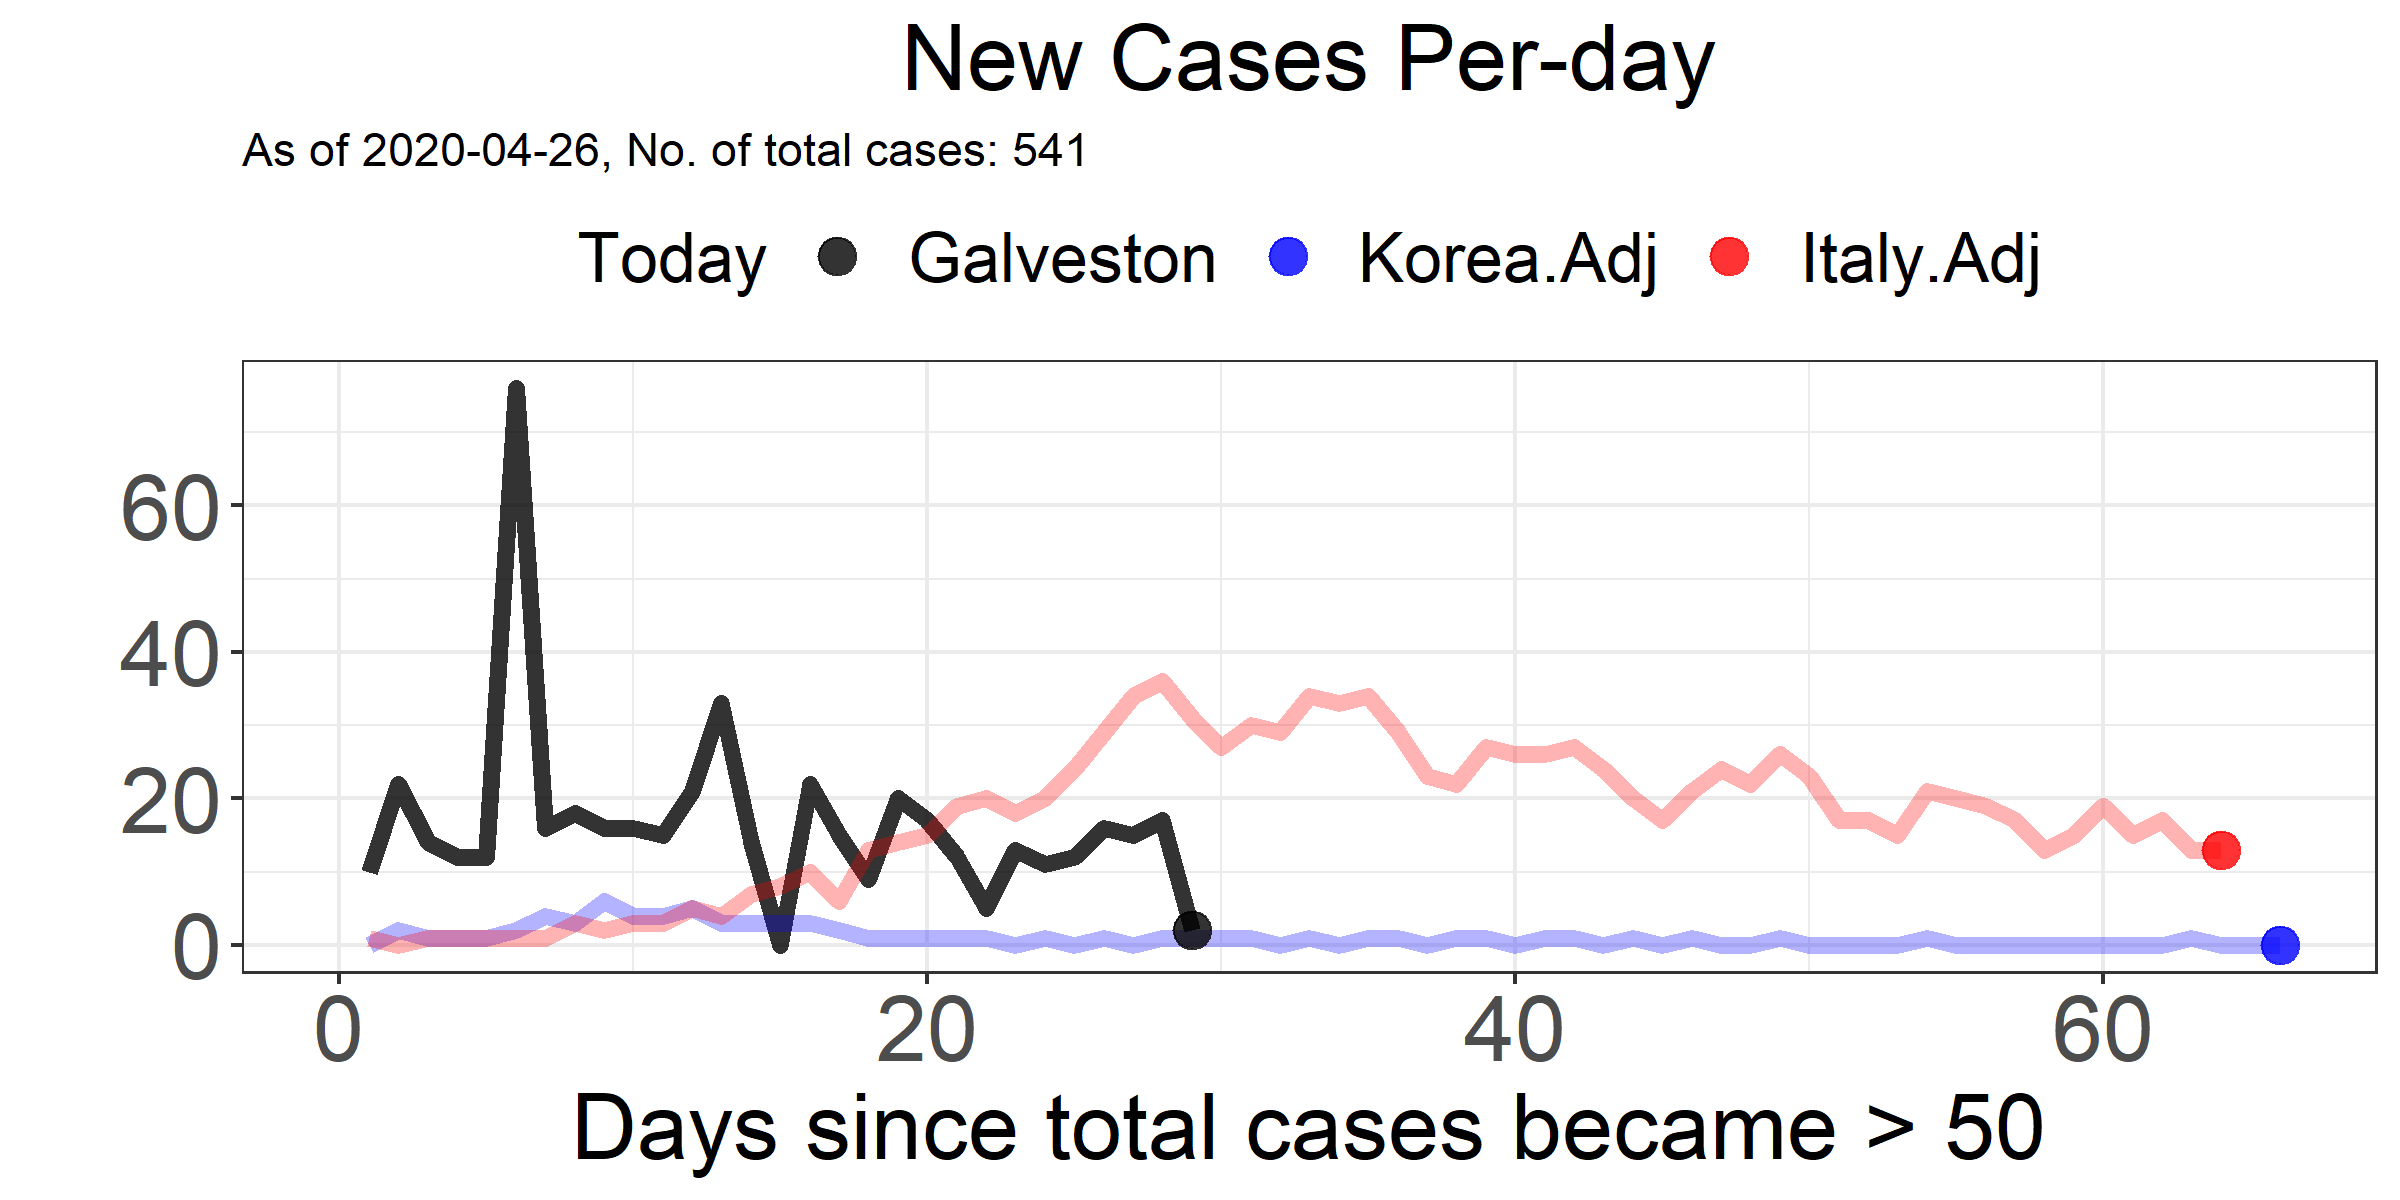 New Cases Per-day
As of 2020-04-26, No. of total cases: 541
Today Galveston Korea.Adj Italy.Adj
60
40
20
0
0 20 40 60
Days since total cases became > 50